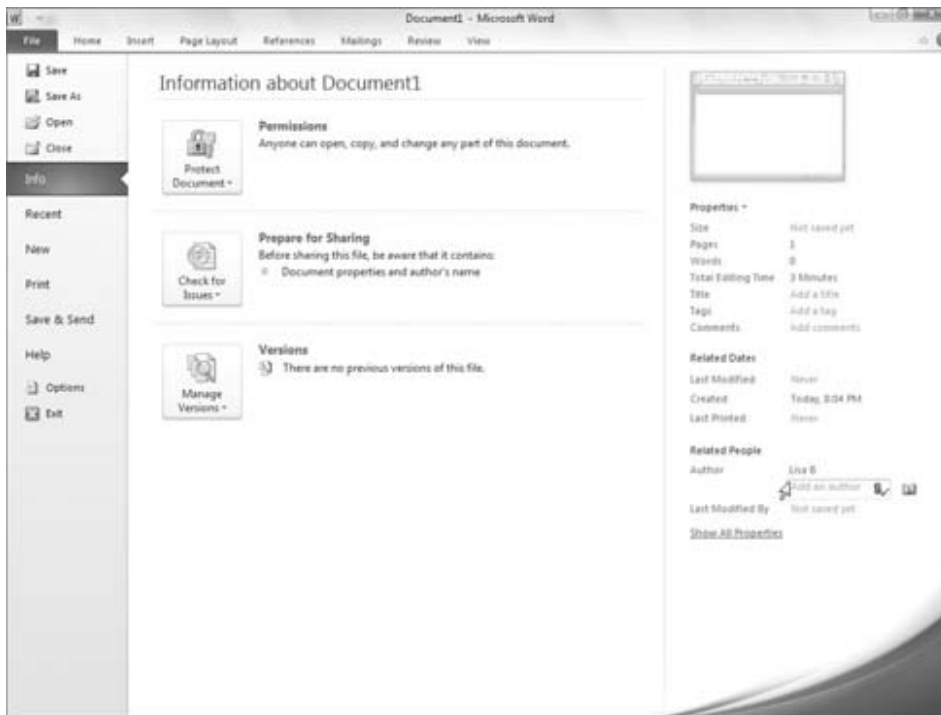 Document1 - Microsoft Word
File Home Insert Page Layout References Mailings Review View
Save
Save As
Open
Close
Info
Recent
New
Print
Save & Send
Help
Options
Exit
Information about Document1
Protect
Document
Permissions
Anyone can open, copy, and change any part of this document.
Check for
Issues
Prepare for Sharing
Before sharing this file, be aware that it contains:
Document properties and author's name
Manage
Versions
Versions
There are no previous versions of this file.
Properties
Size Not saved yet
Pages 1
Words 0
Total Editing Time 3 Minutes
Title Add a title
Tags Add a tag
Comments Add comments
Related Dates
Last Modified Never
Created Today, 8:04 PM
Last Printed Never
Related People
Author Lisa B
Add an author
Last Modified By Not saved yet
Show All Properties